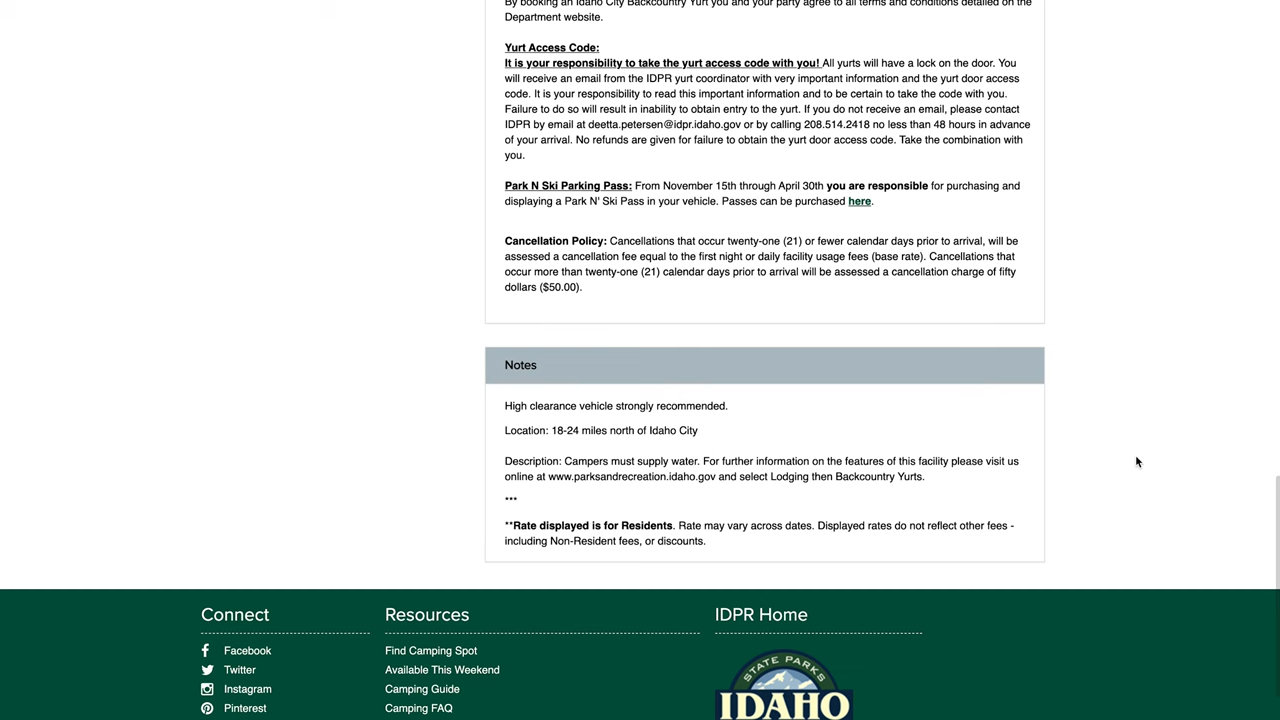 By booking an Idaho City Backcountry Yurt you and your party agree to all terms and conditions detailed on the
Department website.
Yurt Access Code:
It is your responsibility to take the yurt access code with you! All yurts will have a lock on the door. You
will receive an email from the IDPR yurt coordinator with very important information and the yurt door access
code. It is your responsibility to read this important information and to be certain to take the code with you.
Failure to do so will result in inability to obtain entry to the yurt. If you do not receive an email, please contact
IDPR by email at deetta.petersen@idpr.idaho.gov or by calling 208.514.2418 no less than 48 hours in advance
of your arrival. No refunds are given for failure to obtain the yurt door access code. Take the combination with
you.
Park N Ski Parking Pass: From November 15th through April 30th you are responsible for purchasing and
displaying a Park N' Ski Pass in your vehicle. Passes can be purchased here.
Cancellation Policy: Cancellations that occur twenty-one (21) or fewer calendar days prior to arrival, will be
assessed a cancellation fee equal to the first night or daily facility usage fees (base rate). Cancellations that
occur more than twenty-one (21) calendar days prior to arrival will be assessed a cancellation charge of fifty
dollars ($50.00).
Notes
High clearance vehicle strongly recommended.
Location: 18-24 miles north of Idaho City
Description: Campers must supply water. For further information on the features of this facility please visit us
online at www.parksandrecreation.idaho.gov and select Lodging then Backcountry Yurts.
***
**Rate displayed is for Residents. Rate may vary across dates. Displayed rates do not reflect other fees -
including Non-Resident fees, or discounts.
Connect
Facebook
Twitter
Instagram
Pinterest
Resources
Find Camping Spot
Available This Weekend
Camping Guide
Camping FAQ
IDPR Home
STATE PARKS
IDAHO